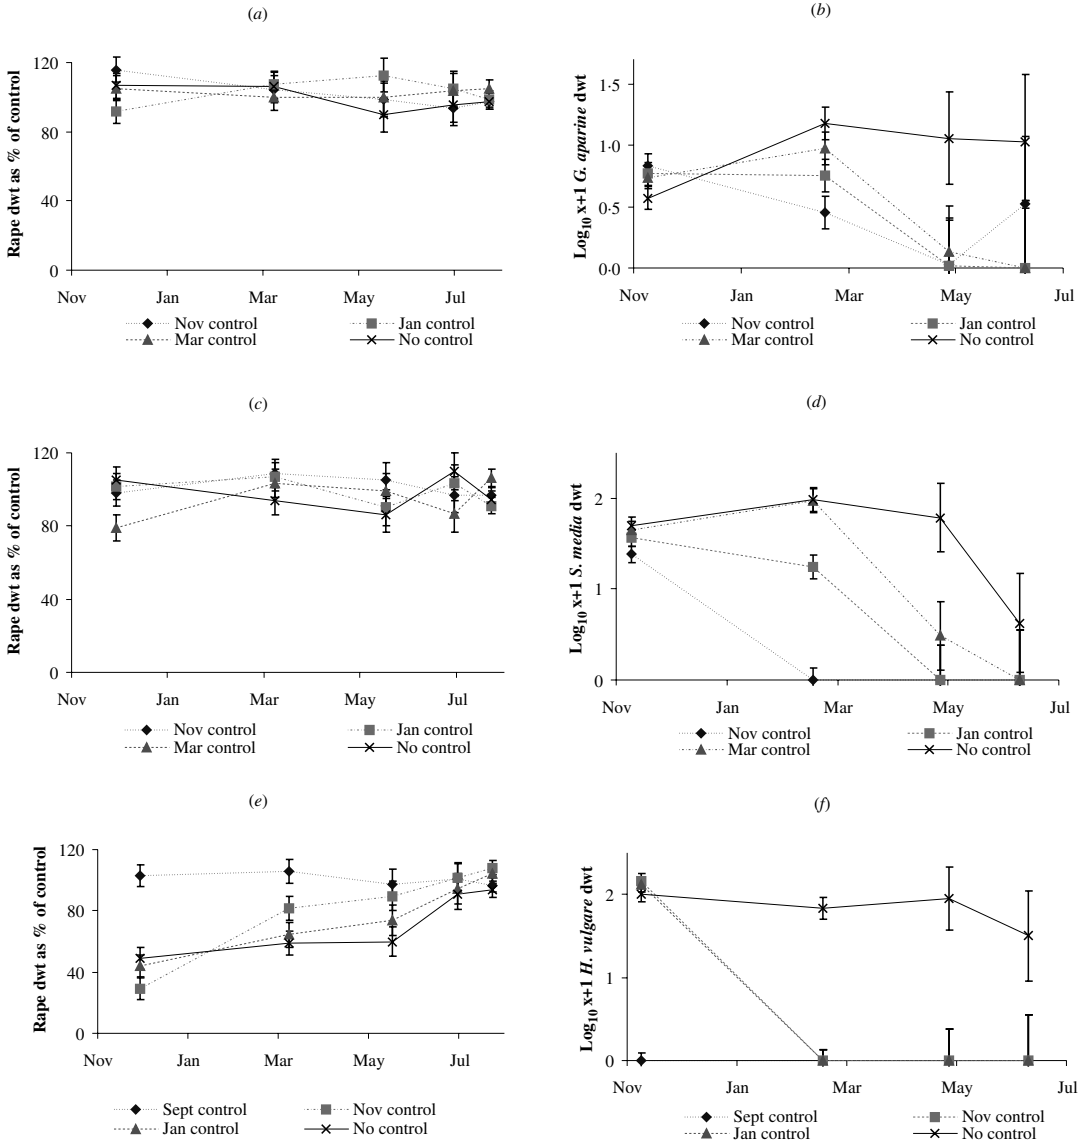 (a)
Rape dwt as % of control
120
80
40
0
Nov Jan Mar May Jul
Nov control Jan control
Mar control No control
(b)
Log10 x+1 G. aparine dwt
1·5
1·0
0·5
0·0
Nov Jan Mar May Jul
Nov control Jan control
Mar control No control
(c)
Rape dwt as % of control
120
80
40
0
Nov Jan Mar May Jul
Nov control Jan control
Mar control No control
(d)
Log10 x+1 S. media dwt
2
1
0
Nov Jan Mar May Jul
Nov control Jan control
Mar control No control
(e)
Rape dwt as % of control
120
80
40
0
Nov Jan Mar May Jul
Sept control Nov control
Jan control No control
(f)
Log10 x+1 H. vulgare dwt
2
1
0
Nov Jan Mar May Jul
Sept control Nov control
Jan control No control